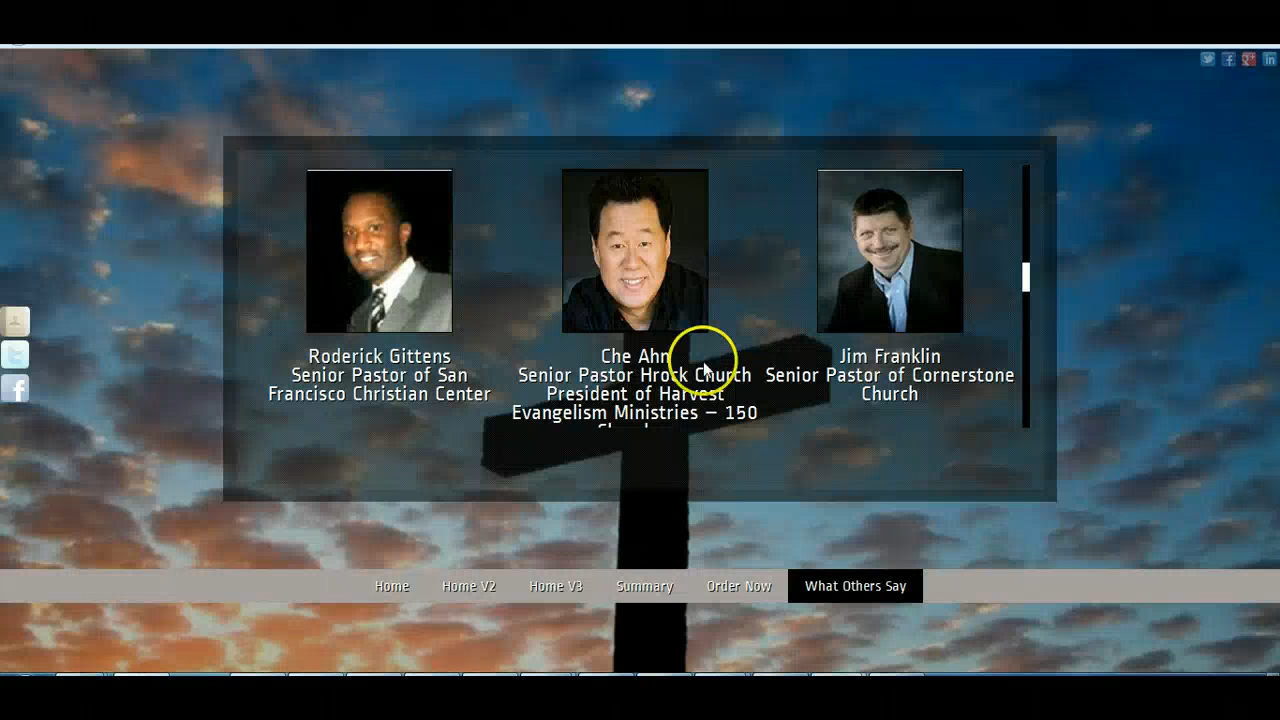 Roderick Gittens
Senior Pastor of San
Francisco Christian Center
Che Ahn
Senior Pastor Hrock Church
President of Harvest
Evangelism Ministries – 150
Jim Franklin
Senior Pastor of Cornerstone
Church
Home Home V2 Home V3 Summary Order Now What Others Say